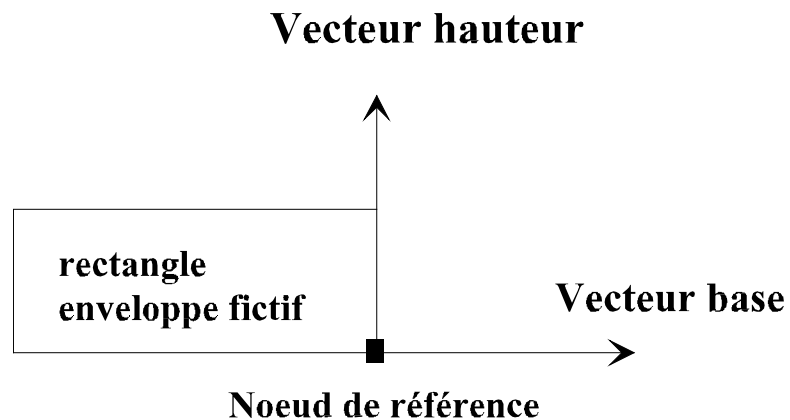 Vecteur hauteur
rectangle
enveloppe fictif
Vecteur base
Noeud de référence